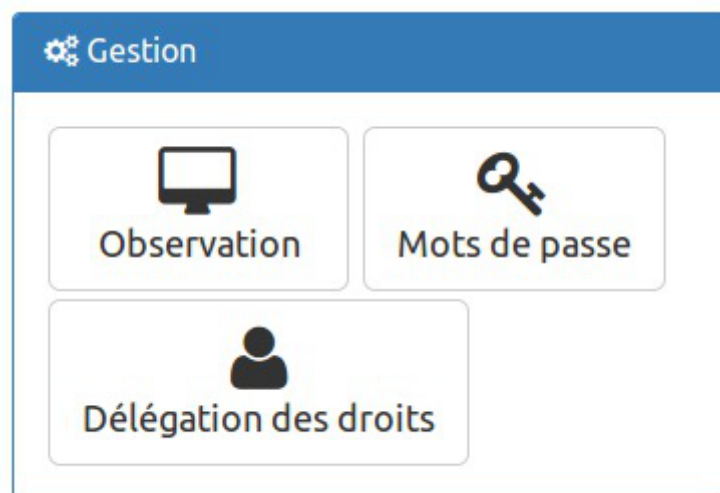 Gestion
Observation
Mots de passe
Délégation des droits